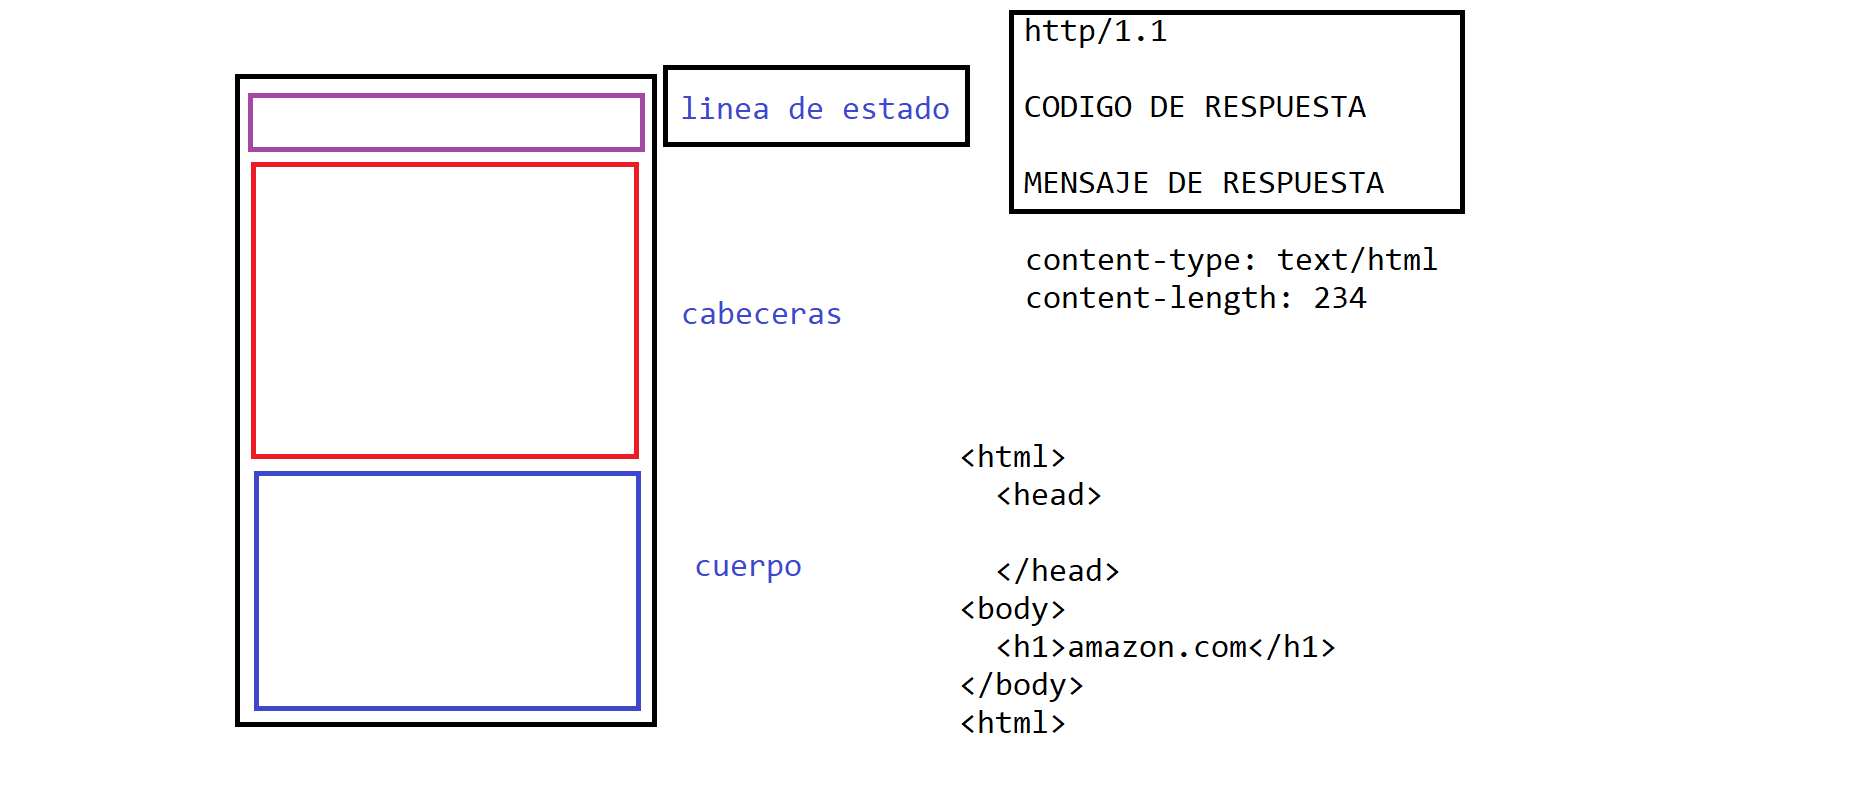 linea de estado
http/1.1
CODIGO DE RESPUESTA
MENSAJE DE RESPUESTA
cabeceras
content-type: text/html
content-length: 234
cuerpo
<html>
  <head>
  </head>
<body>
  <h1>amazon.com</h1>
</body>
<html>